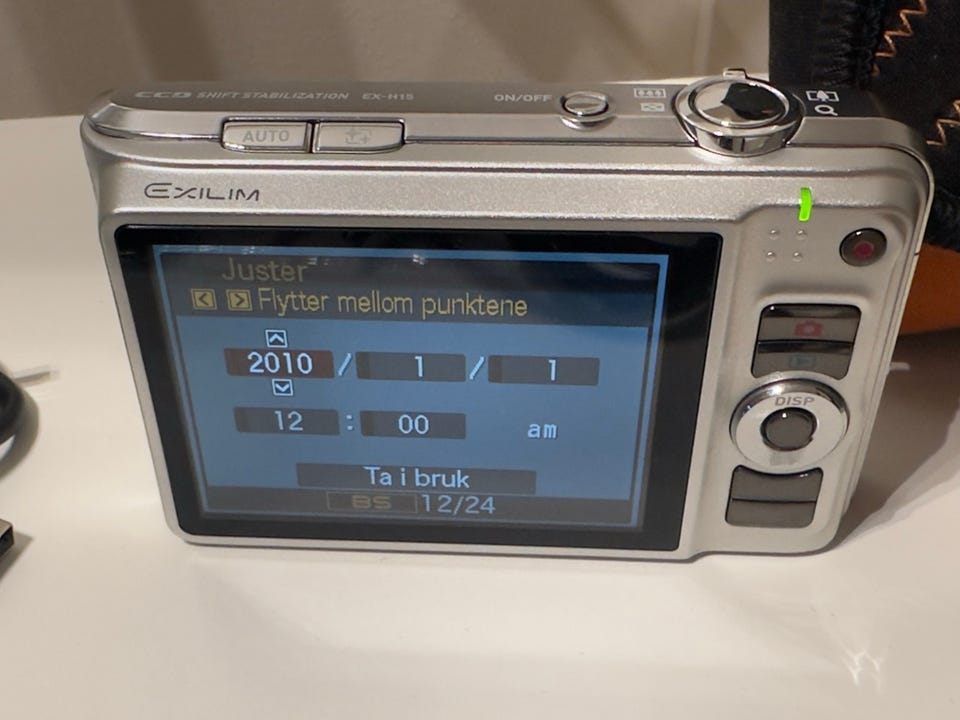 CCD SHIFT STABILIZATION EX-H15
ON/OFF
AUTO
EXILIM
Juster
< > Flytter mellom punktene
2010 / 1 / 1
12 : 00 am
Ta i bruk
BS 12/24
DISP